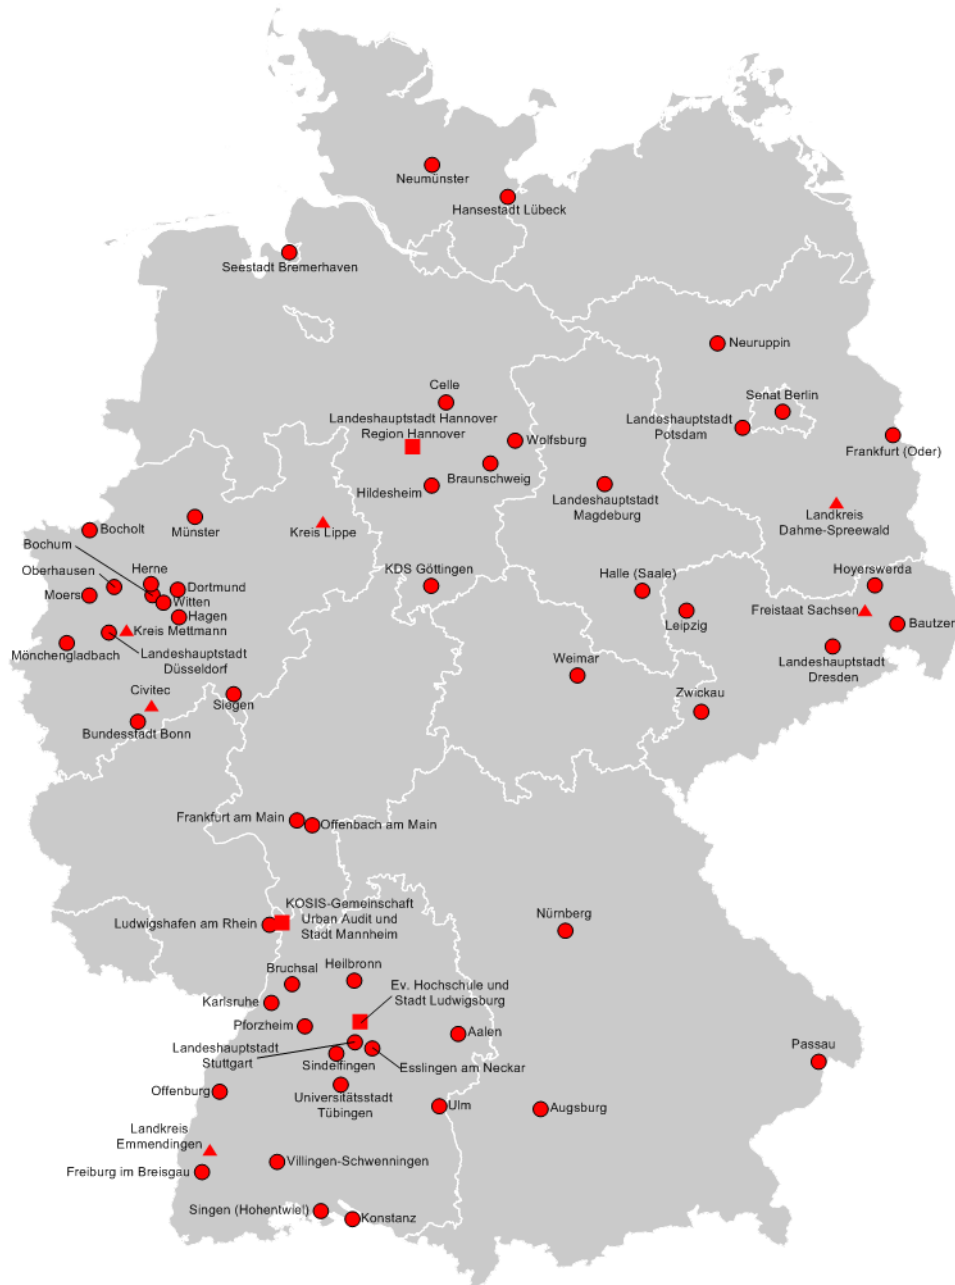 Neumünster
Hansestadt Lübeck
Seestadt Bremerhaven
Neuruppin
Celle
Senat Berlin
Landeshauptstadt Hannover
Region Hannover
Landeshauptstadt
Potsdam
Wolfsburg
Frankfurt (Oder)
Braunschweig
Hildesheim
Landeshauptstadt
Magdeburg
Landkreis
Dahme-Spreewald
Bocholt
Münster
Kreis Lippe
Bochum
Herne
Oberhausen
Dortmund
Moers
Witten
Hagen
KDS Göttingen
Halle (Saale)
Hoyerswerda
Leipzig
Freistaat Sachsen
Bautzen
Kreis Mettmann
Mönchengladbach
Landeshauptstadt
Düsseldorf
Weimar
Landeshauptstadt
Dresden
Civitec
Siegen
Zwickau
Bundesstadt Bonn
Frankfurt am Main
Offenbach am Main
KOSIS-Gemeinschaft
Urban Audit und
Stadt Mannheim
Ludwigshafen am Rhein
Nürnberg
Bruchsal
Heilbronn
Ev. Hochschule und
Stadt Ludwigsburg
Karlsruhe
Pforzheim
Aalen
Landeshauptstadt
Stuttgart
Sindelfingen
Esslingen am Neckar
Passau
Offenburg
Universitätsstadt
Tübingen
Ulm
Augsburg
Landkreis
Emmendingen
Freiburg im Breisgau
Villingen-Schwenningen
Singen (Hohentwiel)
Konstanz